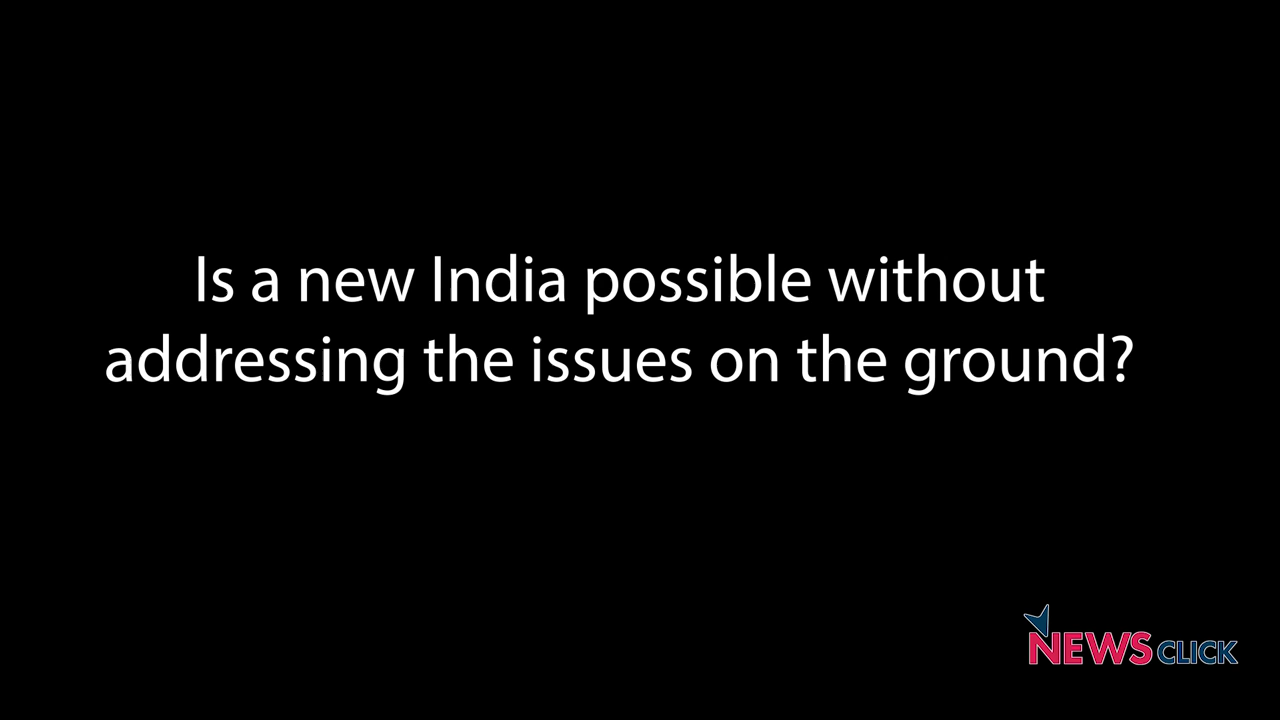 Is a new India possible without
addressing the issues on the ground?
NEWSCLICK